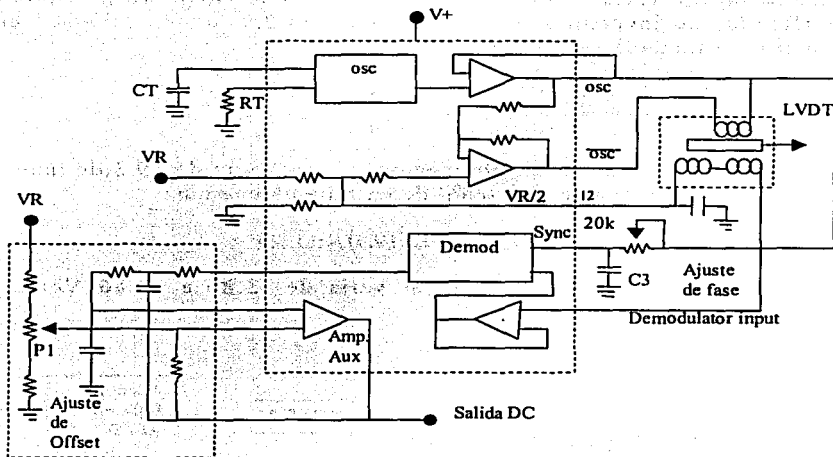 V+
osc
CT
RT
osc
LVDT
VR
osc
VR/2
12
VR
Sync
20k
Demod
C3
Ajuste
de fase
Demodulator input
P1
Amp.
Aux
Ajuste
de
Offset
Salida DC